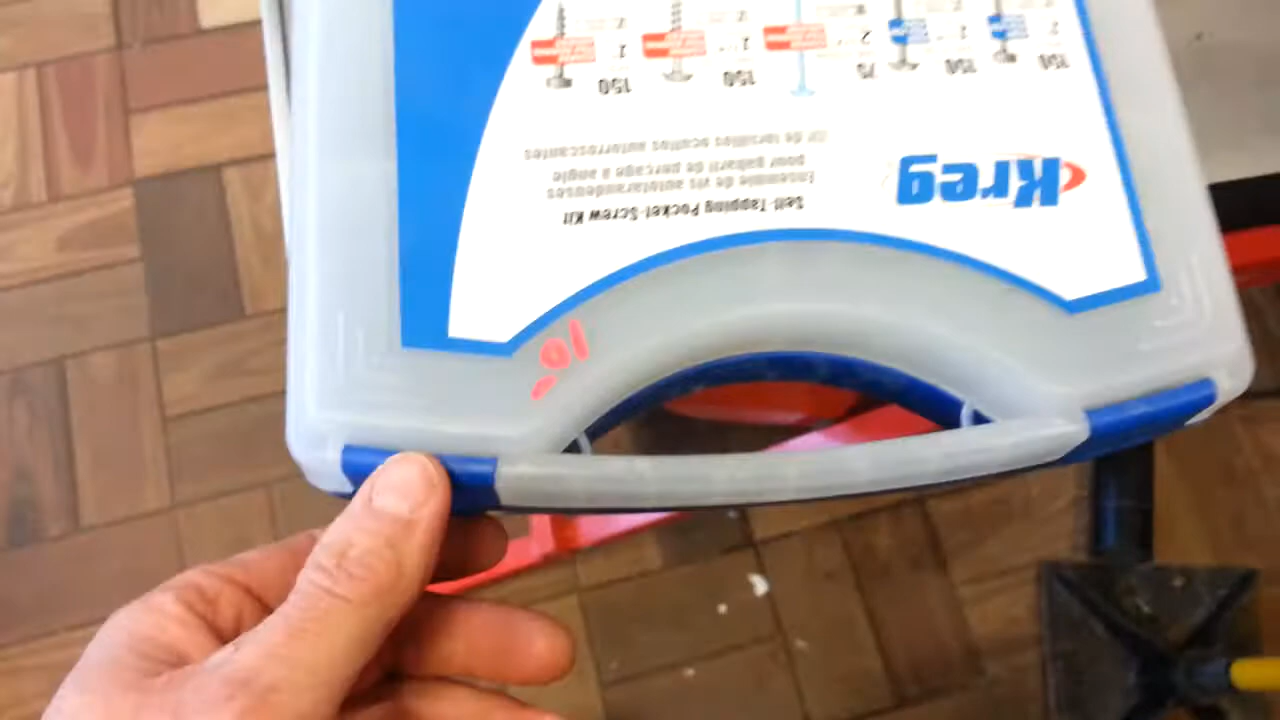 Kreg
Self-Tapping Pocket-Screw Kit
Ensemble de vis autotaraudeuses
pour gabarit de perçage à angle
Kit de tornillos ocultos autorroscantes
150 150 75 150 150
10-